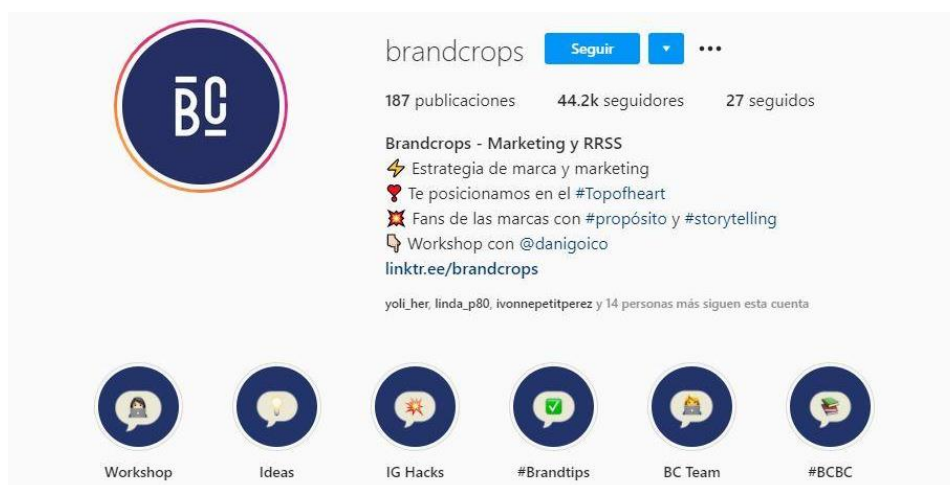 BC
brandcrops Seguir
187 publicaciones 44.2k seguidores 27 seguidos
Brandcrops - Marketing y RRSS
⚡ Estrategia de marca y marketing
❣️ Te posicionamos en el #Topofheart
💥 Fans de las marcas con #propósito y #storytelling
👇🏻 Workshop con @danigoico
linktr.ee/brandcrops
yoli_her, linda_p80, ivonnepetitperez y 14 personas más siguen esta cuenta
Workshop Ideas IG Hacks #Brandtips BC Team #BCBC